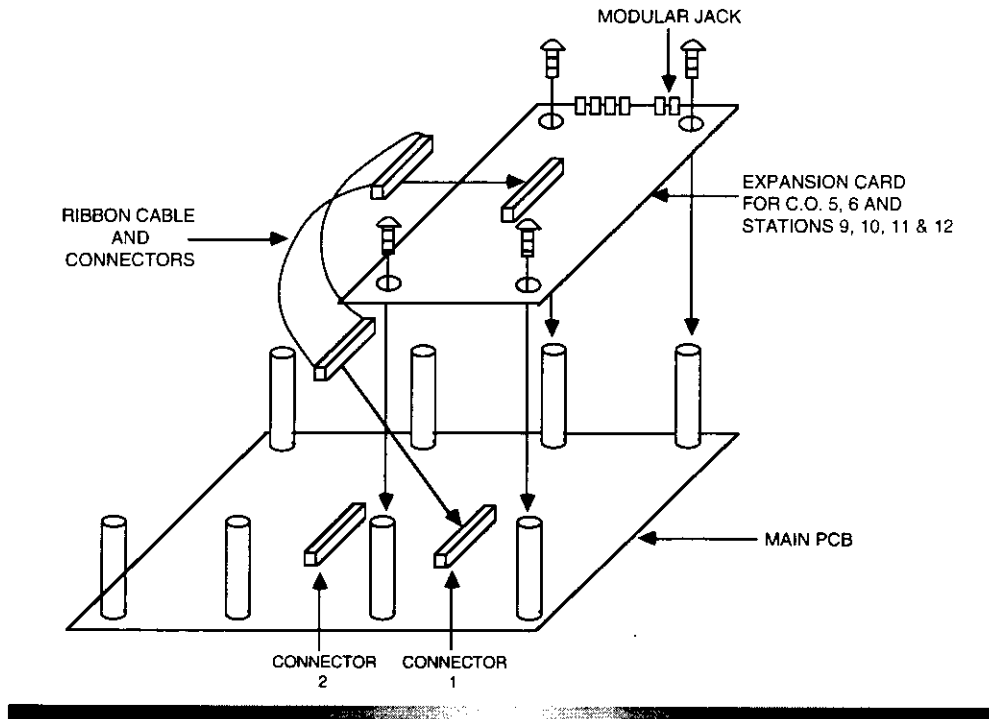 MODULAR JACK
EXPANSION CARD
FOR C.O. 5, 6 AND
STATIONS 9, 10, 11 & 12
RIBBON CABLE
AND
CONNECTORS
MAIN PCB
CONNECTOR
2
CONNECTOR
1